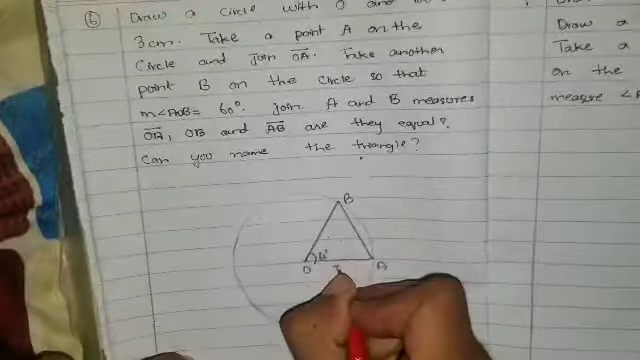 6 Draw a circle with O and
3cm. Take a point A on the
Circle and join OA. Take another
point B on the circle so that
m∠AOB= 60°. join A and B measures
OA, OB and AB are they equal?
Can you name the triangle?
Draw a
Take a
on the
measure ∠
B
O
60°
3
A